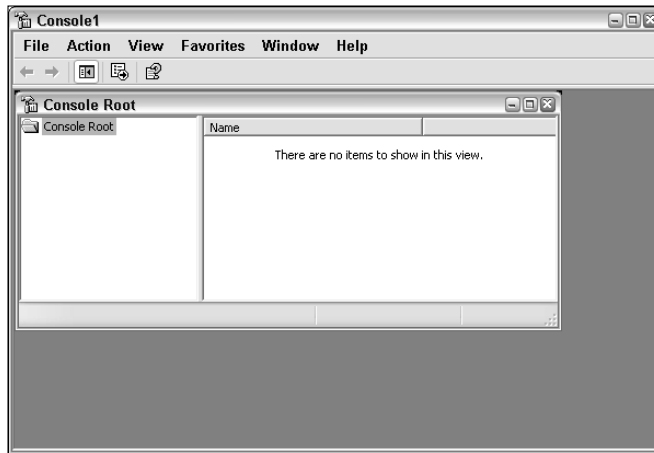 Console1
File Action View Favorites Window Help
Console Root
Console Root Name
There are no items to show in this view.